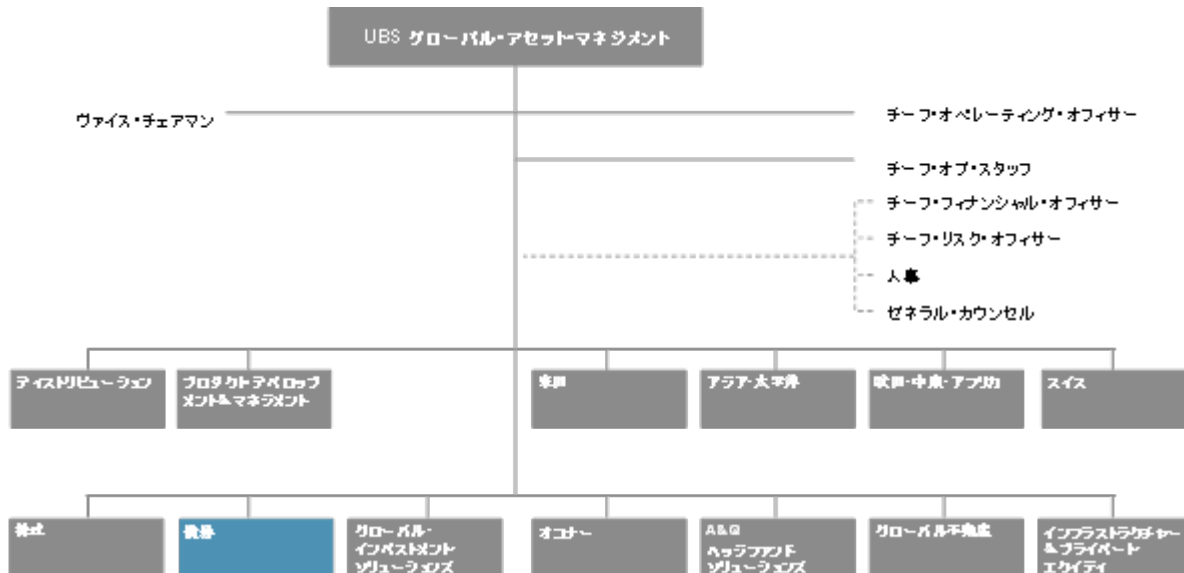 UBS グローバル・アセット・マネジメント
ヴァイス・チェアマン
チーフ・オペレーティング・オフィサー
チーフ・オブ・スタッフ
チーフ・フィナンシャル・オフィサー
チーフ・リスク・オフィサー
人事
ゼネラル・カウンセル
ディストリビューション
プロダクトデベロップ
メント&マネジメント
米国
アジア・太平洋
欧州・中東・アフリカ
スイス
株式
債券
グローバル・
インベストメント
ソリューションズ
オコナー
A&Q
ヘッジファンド
ソリューションズ
グローバル不動産
インフラストラクチャー
&プライベート
エクイティ